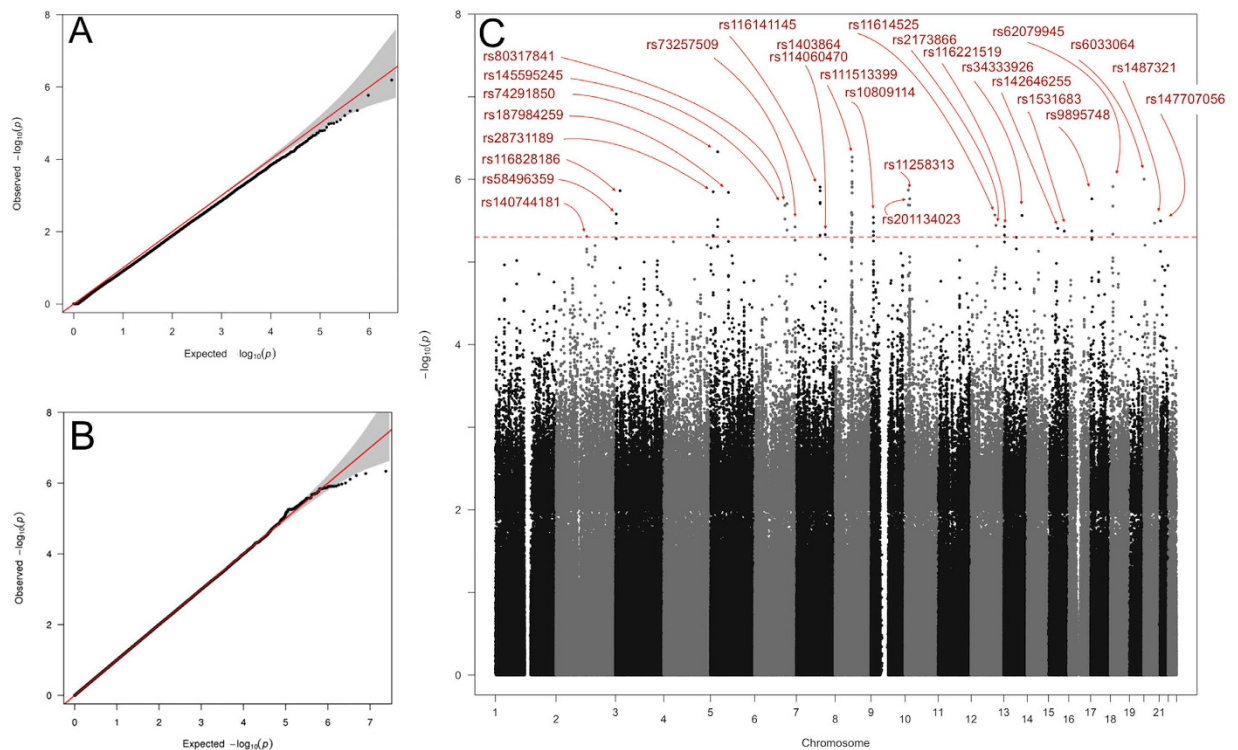 A
8
6
4
2
0
Observed −log10(p)
0 1 2 3 4 5 6
Expected log10(p)
B
8
6
4
2
0
Observed −log10(p)
0 1 2 3 4 5 6 7
Expected −log10(p)
C
8
6
4
2
0
−log10(p)
rs80317841
rs145595245
rs74291850
rs187984259
rs28731189
rs116828186
rs58496359
rs140744181
rs73257509
rs116141145
rs1403864
rs114060470
rs111513399
rs10809114
rs11258313
rs201134023
rs11614525
rs2173866
rs116221519
rs34333926
rs142646255
rs1531683
rs9895748
rs62079945
rs6033064
rs1487321
rs147707056
1 2 3 4 5 6 7 8 9 10 11 12 13 14 15 16 17 18 19 21
Chromosome